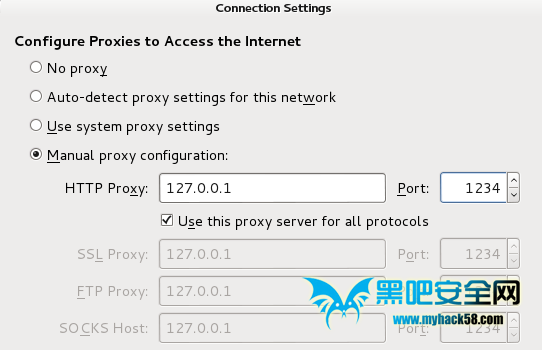 Connection Settings
Configure Proxies to Access the Internet
No proxy
Auto-detect proxy settings for this network
Use system proxy settings
Manual proxy configuration:
HTTP Proxy: 127.0.0.1 Port: 1234
Use this proxy server for all protocols
SSL Proxy: 127.0.0.1 Port: 1234
FTP Proxy: 127.0.0.1
黑吧安全网
SOCKS Host: 127.0.0.1 Port: 1234
www.myhack58.com